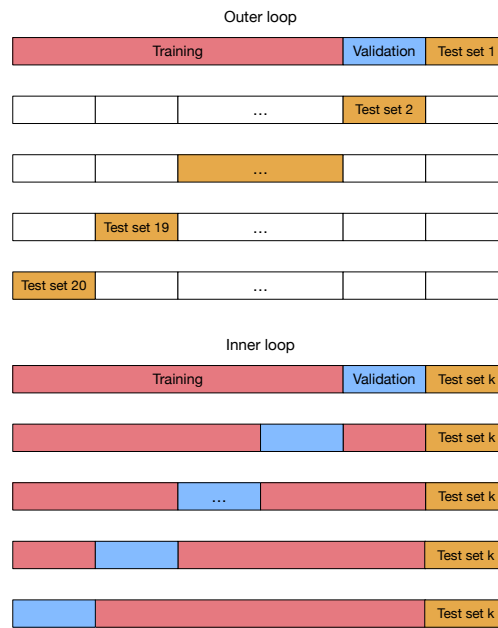 Outer loop
Training Validation Test set 1
... Test set 2
...
Test set 19 ...
Test set 20 ...
Inner loop
Training Validation Test set k
Test set k
... Test set k
Test set k
Test set k